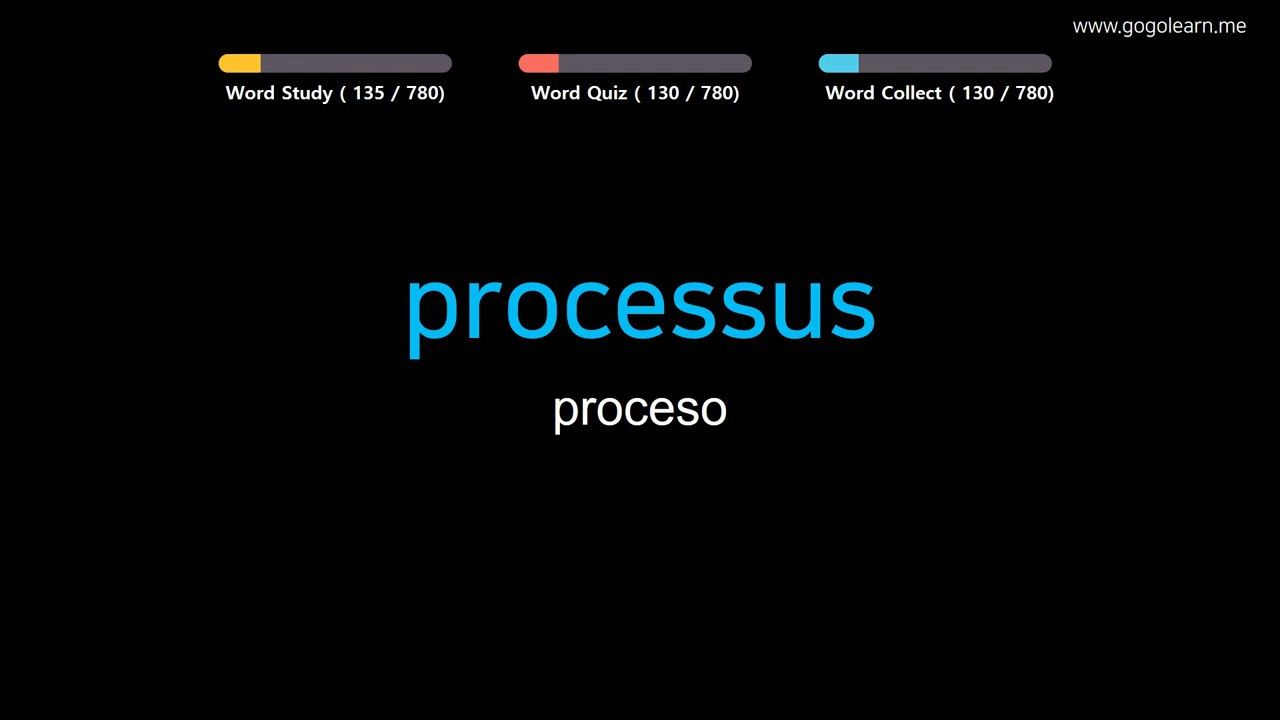 www.gogolearn.me
Word Study ( 135 / 780)
Word Quiz ( 130 / 780)
Word Collect ( 130 / 780)
processus
proceso